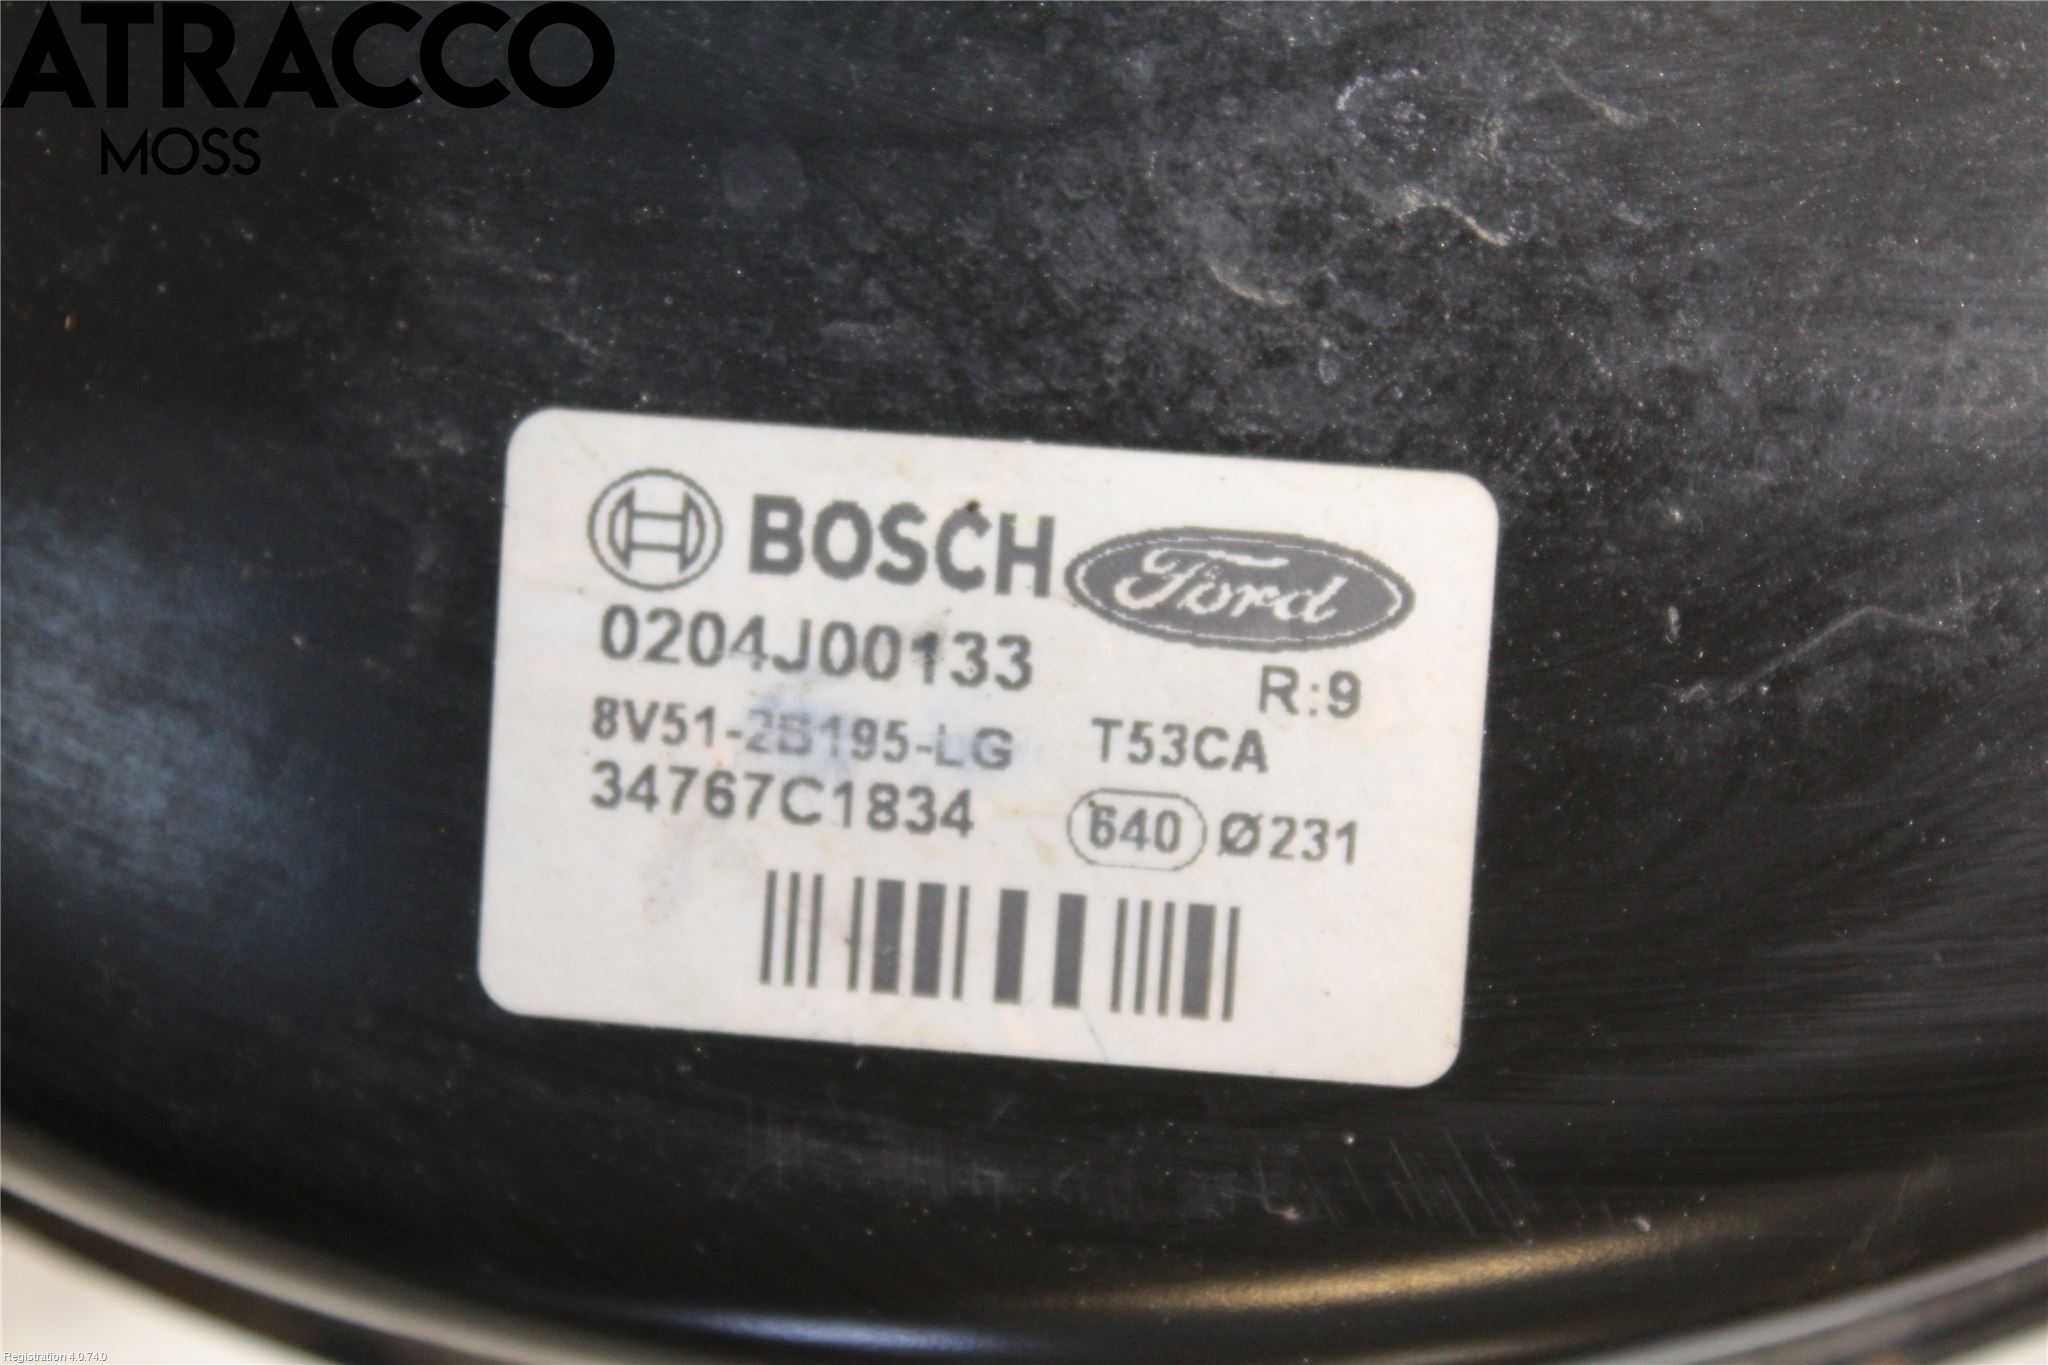 ATRACCO
MOSS
BOSCH Ford
0204J00133
R:9
8V51-2B195-LG T53CA
34767C1834 640 Ø231
Registration 4.0.74.0